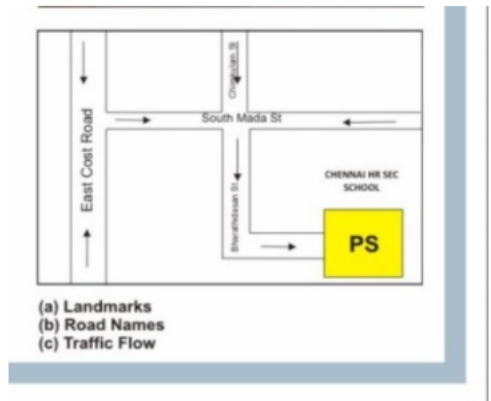 South Mada St
East Cost Road
Bharathidasan St
CHENNAI HR SEC
SCHOOL
PS
(a) Landmarks
(b) Road Names
(c) Traffic Flow